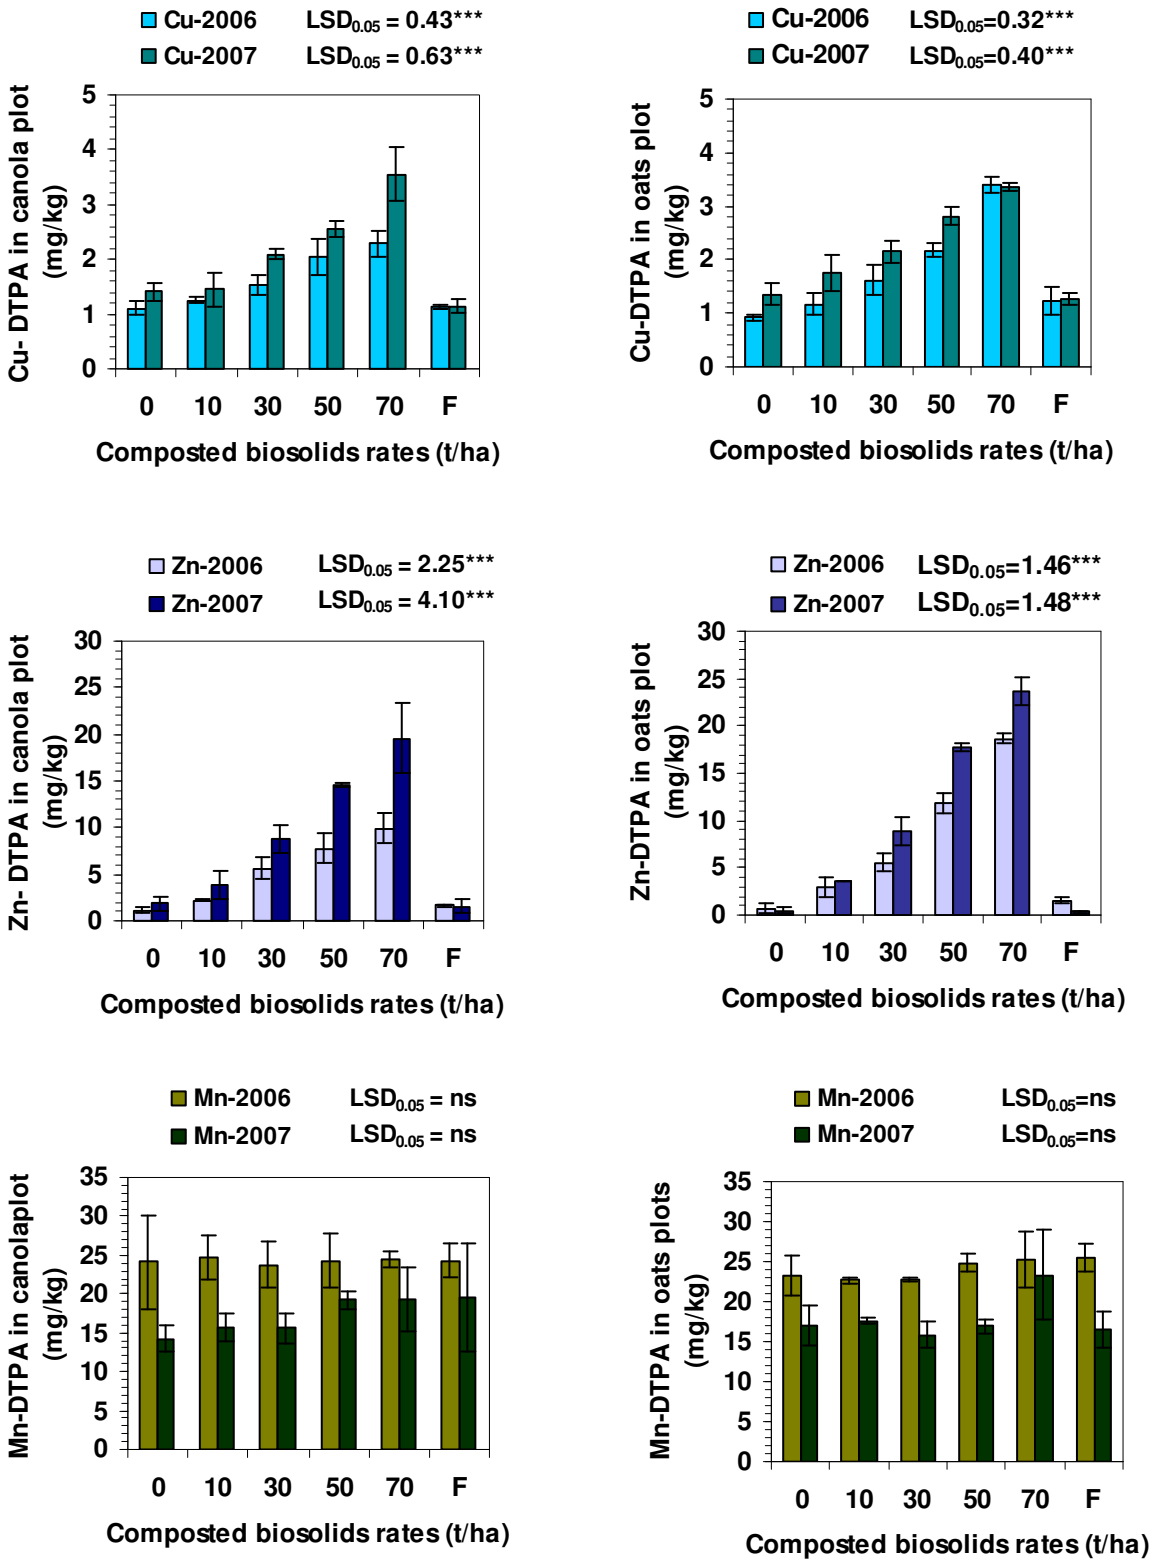 Cu-2006 LSD0.05 = 0.43***
Cu-2007 LSD0.05 = 0.63***
Cu- DTPA in canola plot
(mg/kg)
5
4
3
2
1
0
0 10 30 50 70 F
Composted biosolids rates (t/ha)
Cu-2006 LSD0.05=0.32***
Cu-2007 LSD0.05=0.40***
Cu-DTPA in oats plot
(mg/kg)
5
4
3
2
1
0
0 10 30 50 70 F
Composted biosolids rates (t/ha)
Zn-2006 LSD0.05 = 2.25***
Zn-2007 LSD0.05 = 4.10***
Zn- DTPA in canola plot
(mg/kg)
30
25
20
15
10
5
0
0 10 30 50 70 F
Composted biosolids rates (t/ha)
Zn-2006 LSD0.05=1.46***
Zn-2007 LSD0.05=1.48***
Zn-DTPA in oats plot
(mg/kg)
30
25
20
15
10
5
0
0 10 30 50 70 F
Composted biosolids rates (t/ha)
Mn-2006 LSD0.05 = ns
Mn-2007 LSD0.05 = ns
Mn-DTPA in canolaplot
(mg/kg)
35
30
25
20
15
10
5
0
0 10 30 50 70 F
Composted biosolids rates (t/ha)
Mn-2006 LSD0.05=ns
Mn-2007 LSD0.05=ns
Mn-DTPA in oats plots
(mg/kg)
35
30
25
20
15
10
5
0
0 10 30 50 70 F
Composted biosolids rates (t/ha)